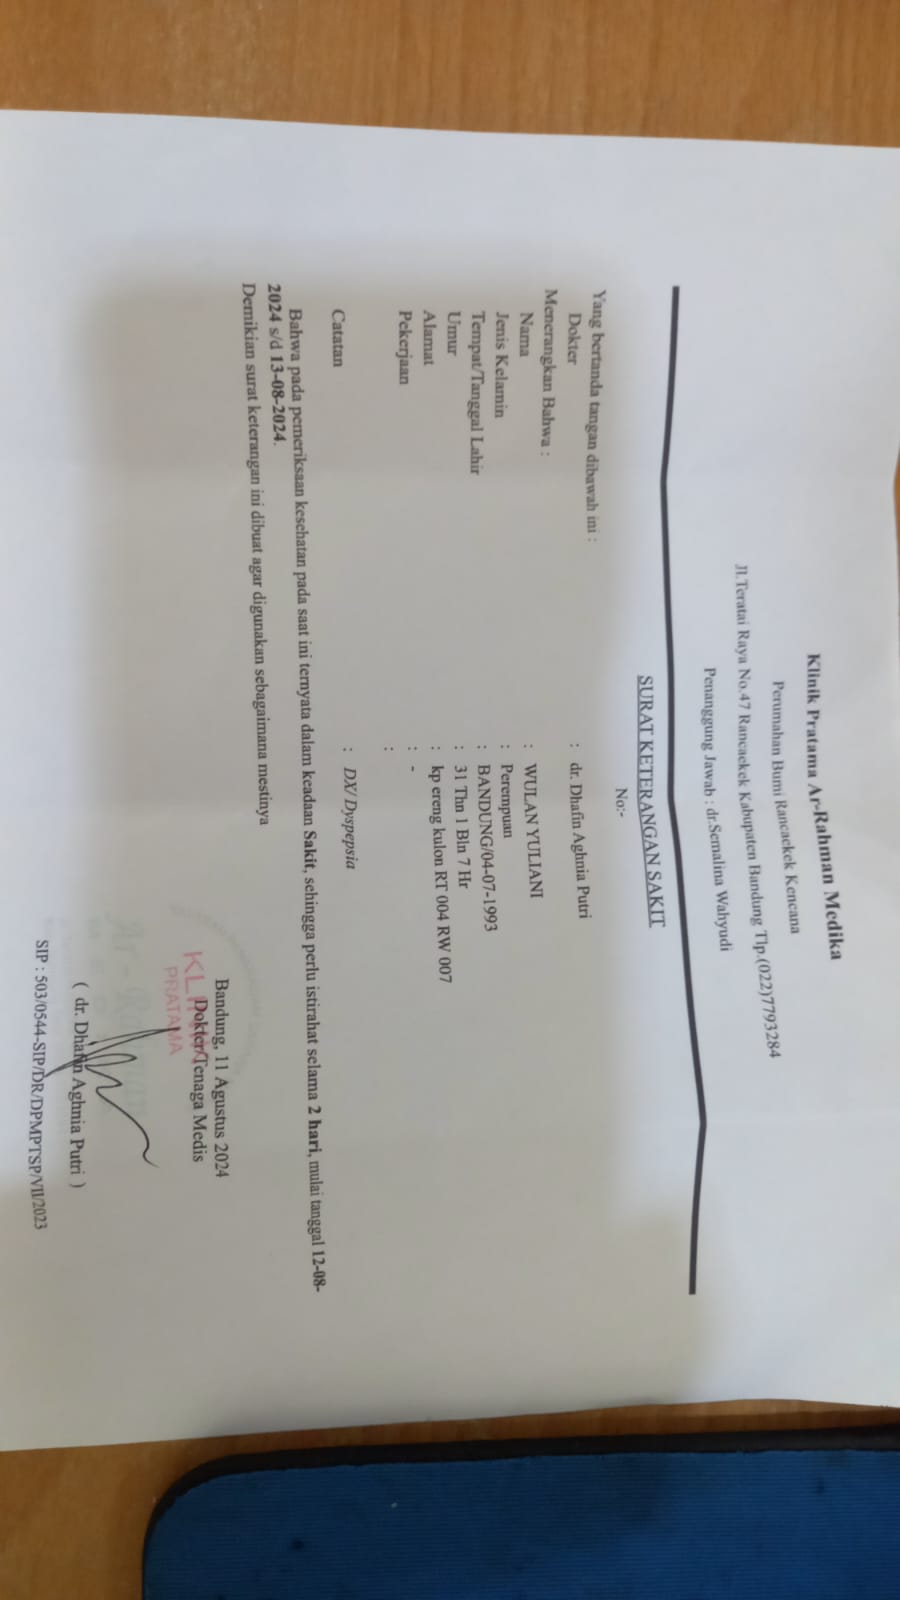 Klinik Pratama Ar-Rahman Medika
Perumahan Bumi Rancaekek Kencana
Jl.Teratai Raya No.47 Rancaekek Kabupaten Bandung Tlp.(022)7793284
Penanggung Jawab : dr.Semalina Wahyudi
SURAT KETERANGAN SAKIT
No:-
Yang bertanda tangan dibawah ini :
Dokter : dr. Dhafin Aghnia Putri
Menerangkan Bahwa :
Nama : WULAN YULIANI
Jenis Kelamin : Perempuan
Tempat/Tanggal Lahir : BANDUNG/04-07-1993
Umur : 31 Thn 1 Bln 7 Hr
Alamat : kp ereng kulon RT 004 RW 007
Pekerjaan : -
:
Catatan : DX/ Dyspepsia
Bahwa pada pemeriksaan kesehatan pada saat ini ternyata dalam keadaan Sakit, sehingga perlu istirahat selama 2 hari, mulai tanggal 12-08-
2024 s/d 13-08-2024.
Demikian surat keterangan ini dibuat agar digunakan sebagaimana mestinya
Bandung, 11 Agustus 2024
Dokter/Tenaga Medis
KLINIK
PRATAMA
Ar-Rahman
( dr. Dhafin Aghnia Putri )
SIP : 503/0544-SIP/DR/DPMPTSP/VII/2023